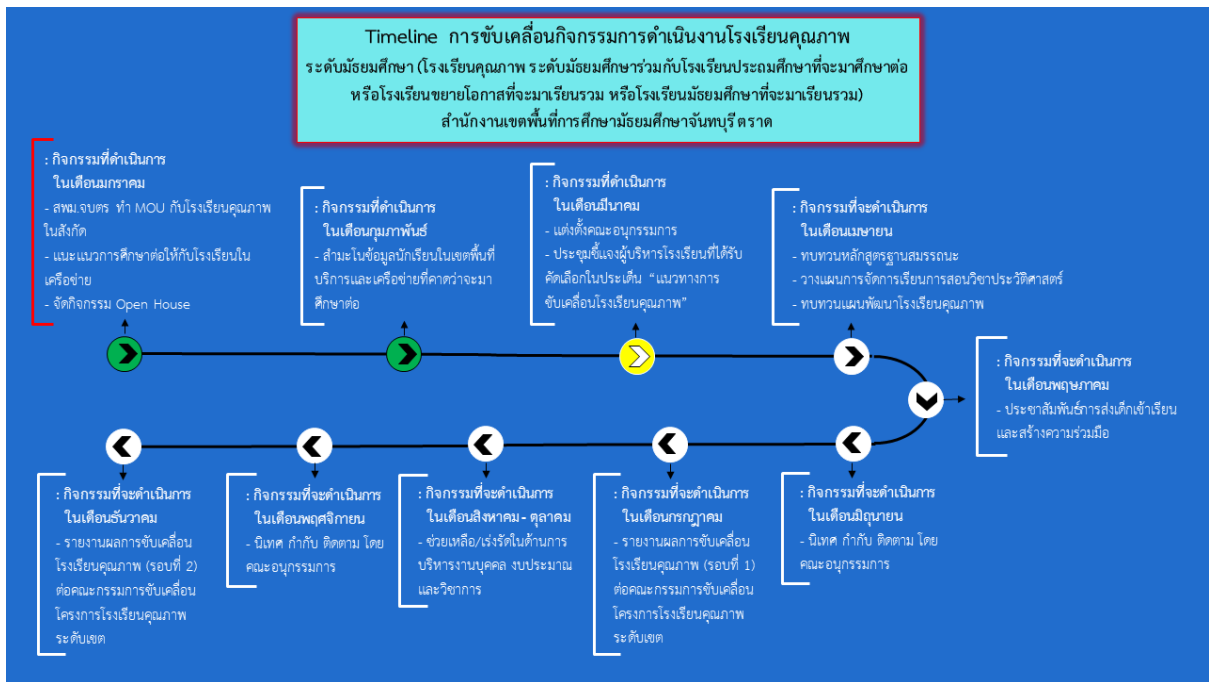 Timeline การขับเคลื่อนกิจกรรมการดำเนินงานโรงเรียนคุณภาพ
ระดับมัธยมศึกษา (โรงเรียนคุณภาพ ระดับมัธยมศึกษาร่วมกับโรงเรียนประถมศึกษาที่จะมาศึกษาต่อ
หรือโรงเรียนขยายโอกาสที่จะมาเรียนรวม หรือโรงเรียนมัธยมศึกษาที่จะมาเรียนรวม)
สำนักงานเขตพื้นที่การศึกษามัธยมศึกษาจันทบุรี ตราด
: กิจกรรมที่ดำเนินการ
ในเดือนมกราคม
- สพม.จบตร ทำ MOU กับโรงเรียนคุณภาพ
ในสังกัด
- แนะแนวการศึกษาต่อให้กับโรงเรียนใน
เครือข่าย
- จัดกิจกรรม Open House
: กิจกรรมที่ดำเนินการ
ในเดือนกุมภาพันธ์
- สำมะโนข้อมูลนักเรียนในเขตพื้นที่
บริการและเครือข่ายที่คาดว่าจะมา
ศึกษาต่อ
: กิจกรรมที่ดำเนินการ
ในเดือนมีนาคม
- แต่งตั้งคณะอนุกรรมการ
- ประชุมชี้แจงผู้บริหารโรงเรียนที่ได้รับ
คัดเลือกในประเด็น “แนวทางการ
ขับเคลื่อนโรงเรียนคุณภาพ”
: กิจกรรมที่จะดำเนินการ
ในเดือนเมษายน
- ทบทวนหลักสูตรฐานสมรรถนะ
- วางแผนการจัดการเรียนการสอนวิชาประวัติศาสตร์
- ทบทวนแผนพัฒนาโรงเรียนคุณภาพ
: กิจกรรมที่จะดำเนินการ
ในเดือนพฤษภาคม
- ประชาสัมพันธ์การส่งเด็กเข้าเรียน
และสร้างความร่วมมือ
: กิจกรรมที่จะดำเนินการ
ในเดือนธันวาคม
- รายงานผลการขับเคลื่อน
โรงเรียนคุณภาพ (รอบที่ 2)
ต่อคณะกรรมการขับเคลื่อน
โครงการโรงเรียนคุณภาพ
ระดับเขต
: กิจกรรมที่จะดำเนินการ
ในเดือนพฤศจิกายน
- นิเทศ กำกับ ติดตาม โดย
คณะอนุกรรมการ
: กิจกรรมที่จะดำเนินการ
ในเดือนสิงหาคม- ตุลาคม
- ช่วยเหลือ/เร่งรัดในด้านการ
บริหารงานบุคคล งบประมาณ
และวิชาการ
: กิจกรรมที่จะดำเนินการ
ในเดือนกรกฎาคม
- รายงานผลการขับเคลื่อน
โรงเรียนคุณภาพ (รอบที่ 1)
ต่อคณะกรรมการขับเคลื่อน
โครงการโรงเรียนคุณภาพ
ระดับเขต
: กิจกรรมที่จะดำเนินการ
ในเดือนมิถุนายน
- นิเทศ กำกับ ติดตาม โดย
คณะอนุกรรมการ